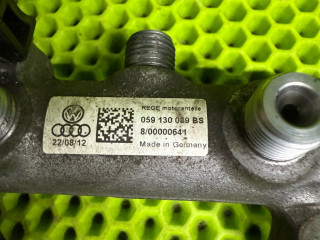 REGE motorenteile
059 130 089 BS
8/00000641
22/08/12
Made in Germany